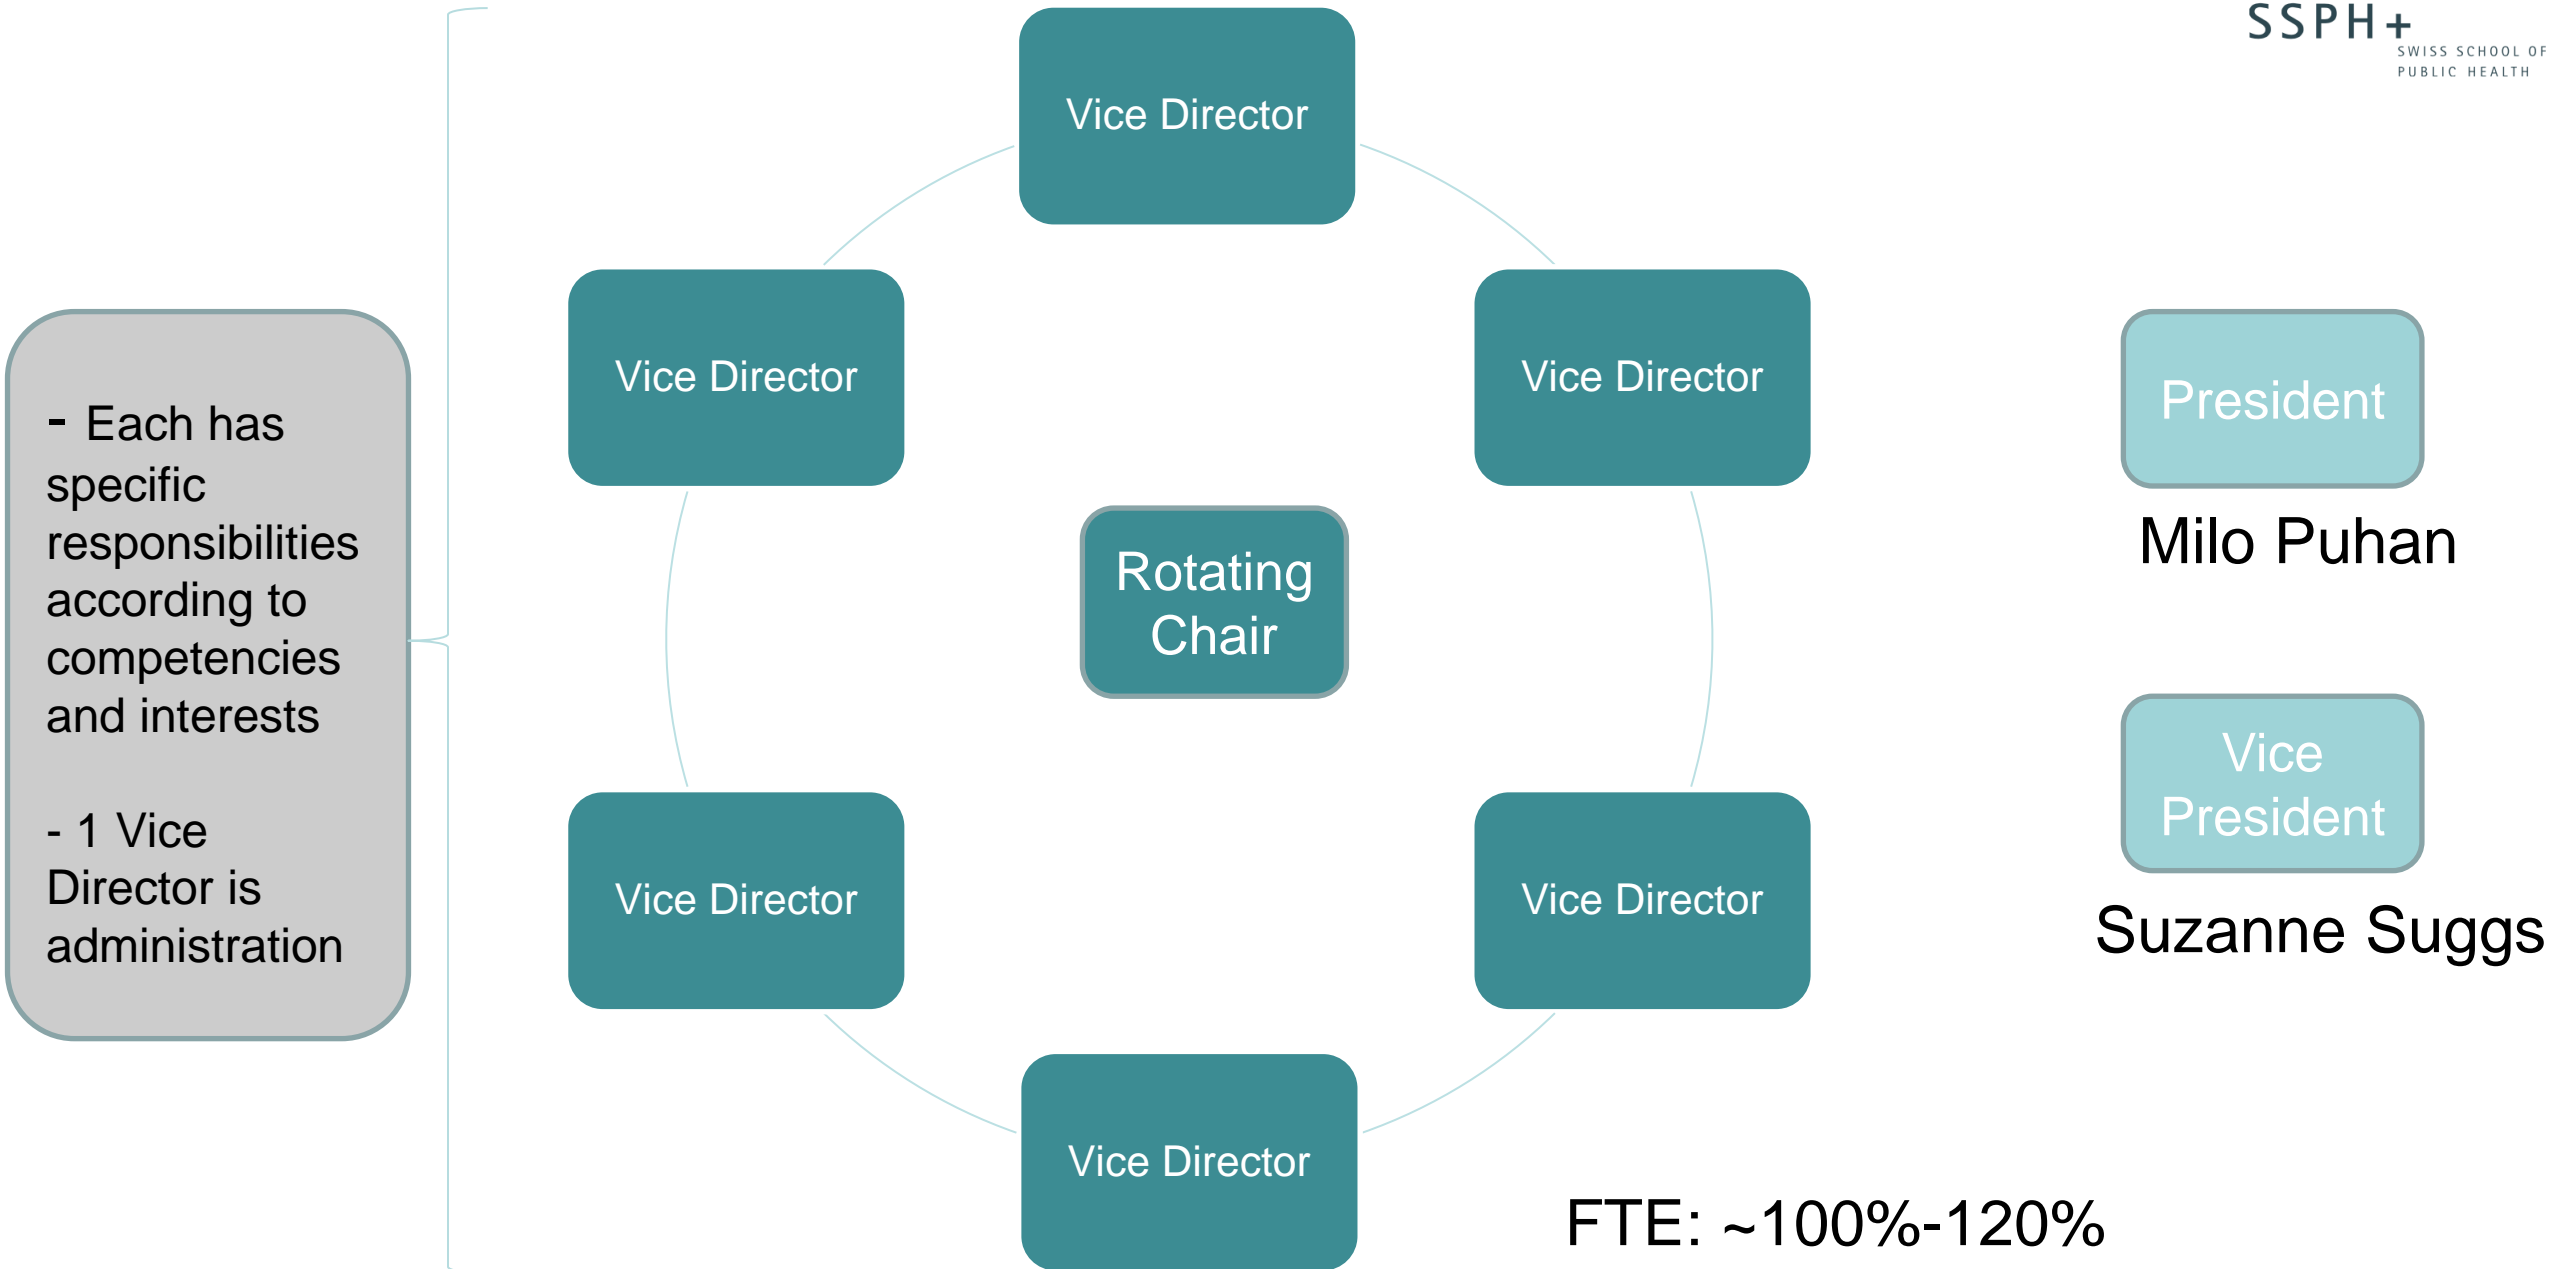 SSPH+
SWISS SCHOOL OF
PUBLIC HEALTH
Vice Director
Vice Director
Vice Director
- Each has
specific
responsibilities
according to
competencies
and interests
- 1 Vice
Director is
administration
Rotating
Chair
President
Milo Puhan
Vice
President
Suzanne Suggs
Vice Director
Vice Director
Vice Director
FTE: ~100%-120%